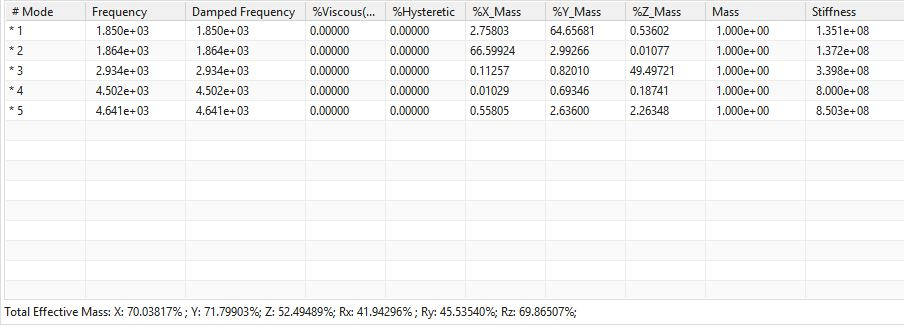 # Mode Frequency Damped Frequency %Viscous(... %Hysteretic %X_Mass %Y_Mass %Z_Mass Mass Stiffness
* 1 1.850e+03 1.850e+03 0.00000 0.00000 2.75803 64.65681 0.53602 1.000e+00 1.351e+08
* 2 1.864e+03 1.864e+03 0.00000 0.00000 66.59924 2.99266 0.01077 1.000e+00 1.372e+08
* 3 2.934e+03 2.934e+03 0.00000 0.00000 0.11257 0.82010 49.49721 1.000e+00 3.398e+08
* 4 4.502e+03 4.502e+03 0.00000 0.00000 0.01029 0.69346 0.18741 1.000e+00 8.000e+08
* 5 4.641e+03 4.641e+03 0.00000 0.00000 0.55805 2.63600 2.26348 1.000e+00 8.503e+08
Total Effective Mass: X: 70.03817% ; Y: 71.79903%; Z: 52.49489%; Rx: 41.94296% ; Ry: 45.53540%; Rz: 69.86507%;